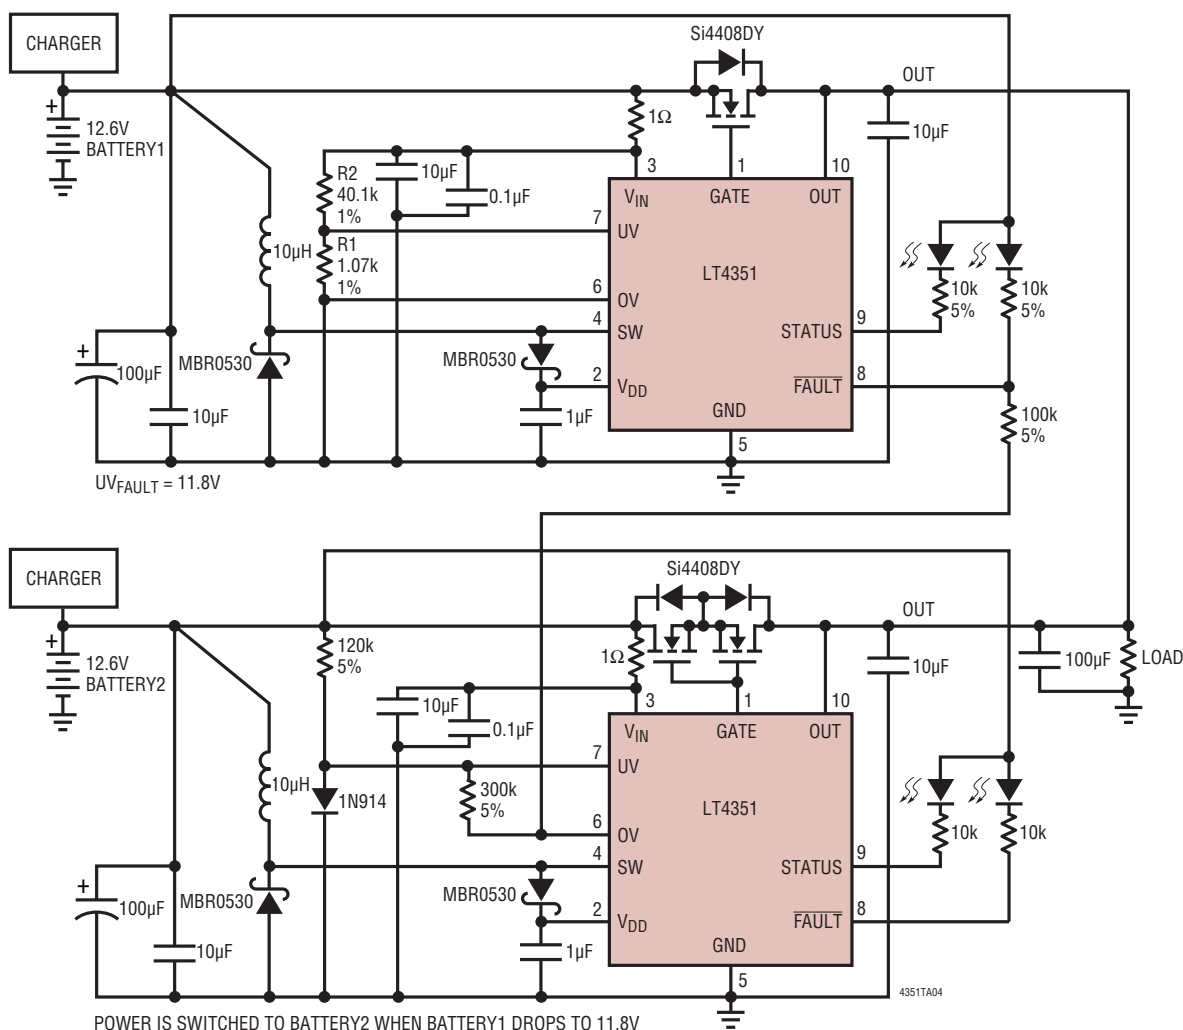 CHARGER
Si4408DY
OUT
+
12.6V
BATTERY1
1Ω
10µF
R2
40.1k
1%
10µF
0.1µF
3
1
10
VIN
GATE
OUT
7
UV
R1
1.07k
1%
10µH
LT4351
6
OV
10k
5%
10k
5%
4
SW
STATUS
9
+
100µF
MBR0530
MBR0530
2
VDD
FAULT
8
10µF
1µF
GND
5
100k
5%
UVFAULT = 11.8V
CHARGER
Si4408DY
OUT
+
12.6V
BATTERY2
120k
5%
1Ω
10µF
100µF
LOAD
10µF
0.1µF
3
1
10
VIN
GATE
OUT
7
UV
10µH
1N914
300k
5%
LT4351
6
OV
10k
10k
4
SW
STATUS
9
+
100µF
MBR0530
MBR0530
2
VDD
FAULT
8
10µF
1µF
GND
5
4351TA04
POWER IS SWITCHED TO BATTERY2 WHEN BATTERY1 DROPS TO 11.8V